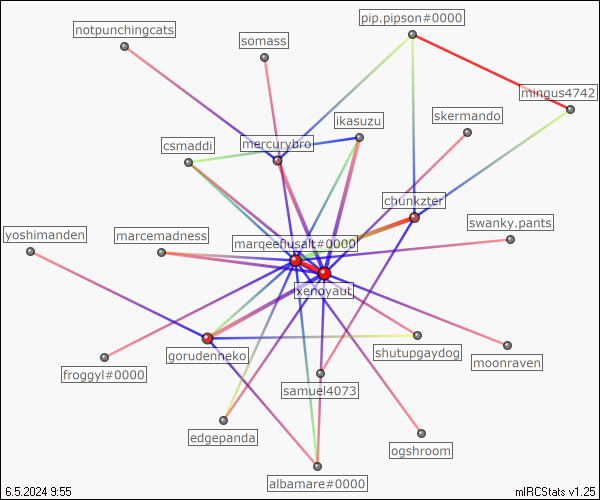 pip.pipson#0000
notpunchingcats
somass
mingus4742
skermando
ikasuzu
csmaddi
mercurybro
chunkzter
swanky.pants
yoshimanden
marcemadness
marqeeflusalt#0000
xenoyaut
gorudenneko
shutupgaydog
moonraven
froggyl#0000
samuel4073
edgepanda
ogshroom
albamare#0000
6.5.2024 9:55
mIRCStats v1.25